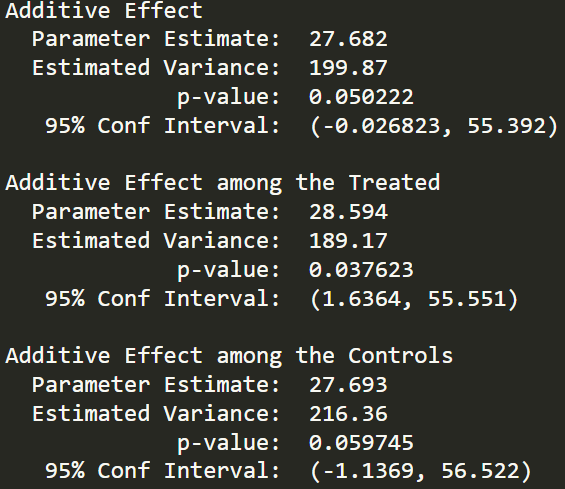 Additive Effect
Parameter Estimate: 27.682
Estimated Variance: 199.87
p-value: 0.050222
95% Conf Interval: (-0.026823, 55.392)
Additive Effect among the Treated
Parameter Estimate: 28.594
Estimated Variance: 189.17
p-value: 0.037623
95% Conf Interval: (1.6364, 55.551)
Additive Effect among the Controls
Parameter Estimate: 27.693
Estimated Variance: 216.36
p-value: 0.059745
95% Conf Interval: (-1.1369, 56.522)